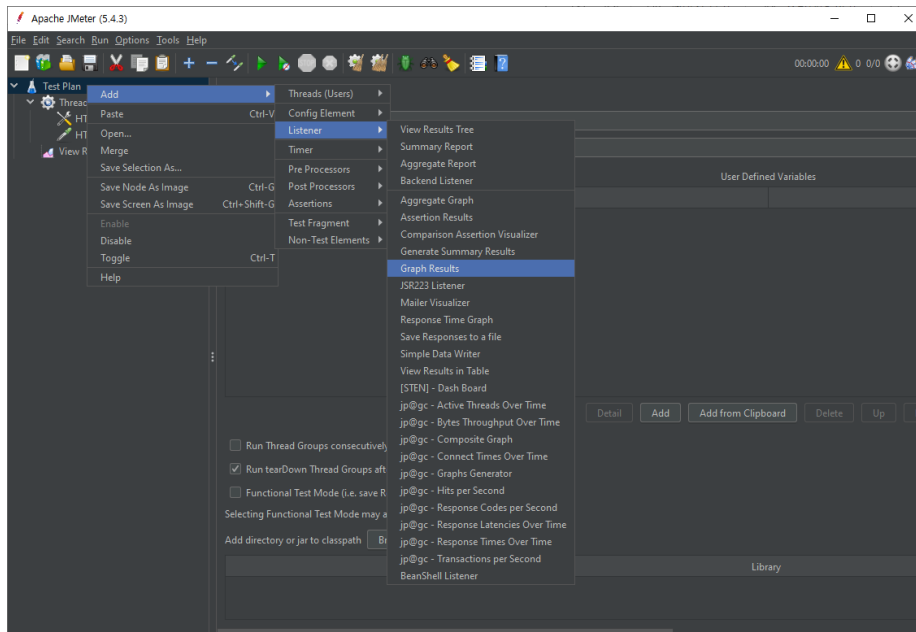 Apache JMeter (5.4.3)
File Edit Search Run Options Tools Help
00:00:00 0 0/0
Test Plan
Threa
HT
HT
View R
Add
Paste Ctrl-V
Open...
Merge
Save Selection As...
Save Node As Image Ctrl-G
Save Screen As Image Ctrl+Shift-G
Enable
Disable
Toggle Ctrl-T
Help
Threads (Users)
Config Element
Listener
Timer
Pre Processors
Post Processors
Assertions
Test Fragment
Non-Test Elements
View Results Tree
Summary Report
Aggregate Report
Backend Listener
Aggregate Graph
Assertion Results
Comparison Assertion Visualizer
Generate Summary Results
Graph Results
JSR223 Listener
Mailer Visualizer
Response Time Graph
Save Responses to a file
Simple Data Writer
View Results in Table
[STEN] - Dash Board
jp@gc - Active Threads Over Time
jp@gc - Bytes Throughput Over Time
jp@gc - Composite Graph
jp@gc - Connect Times Over Time
jp@gc - Graphs Generator
jp@gc - Hits per Second
jp@gc - Response Codes per Second
jp@gc - Response Latencies Over Time
jp@gc - Response Times Over Time
jp@gc - Transactions per Second
BeanShell Listener
User Defined Variables
Detail Add Add from Clipboard Delete Up
Run Thread Groups consecutively
Run tearDown Thread Groups aft
Functional Test Mode (i.e. save R
Selecting Functional Test Mode may a
Add directory or jar to classpath Br
Library